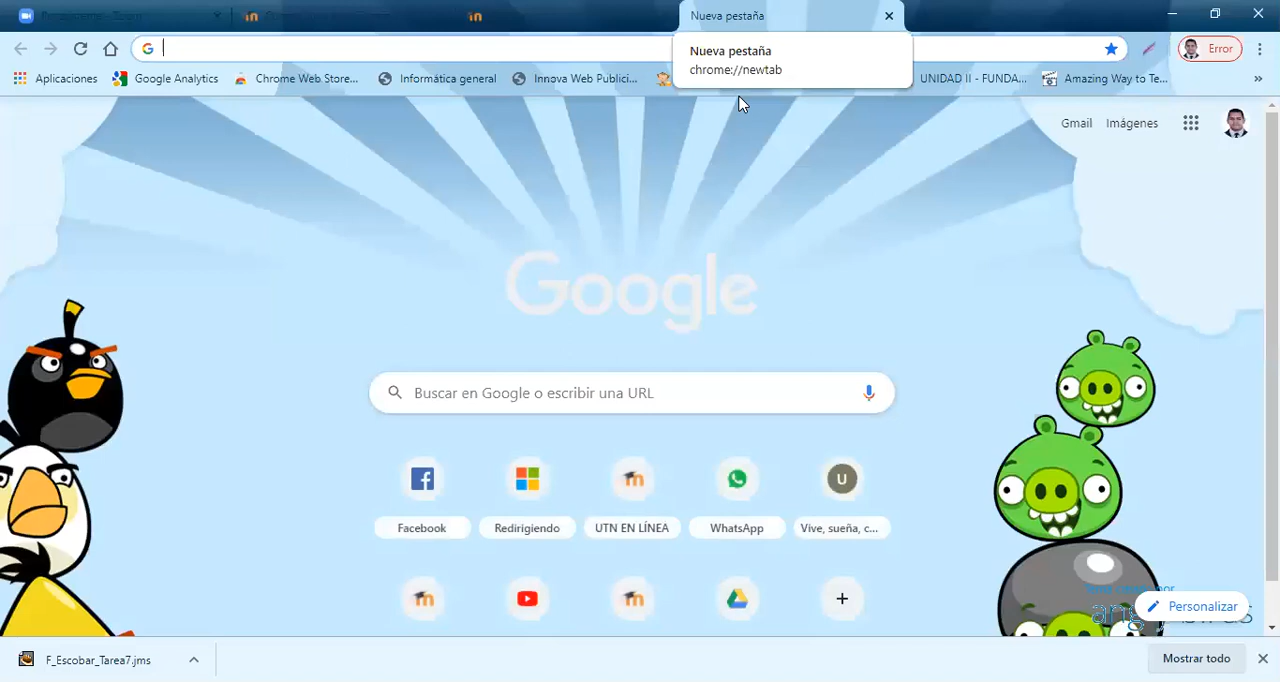 Nueva pestaña
Nueva pestaña
chrome://newtab
Error
Aplicaciones
Google Analytics
Chrome Web Store...
Informática general
Innova Web Publici...
UNIDAD II - FUNDA...
Amazing Way to Te...
»
Gmail
Imágenes
Google
Buscar en Google o escribir una URL
U
Facebook
Redirigiendo
UTN EN LÍNEA
WhatsApp
Vive, sueña, c...
Personalizar
F_Escobar_Tarea7.jms
Mostrar todo